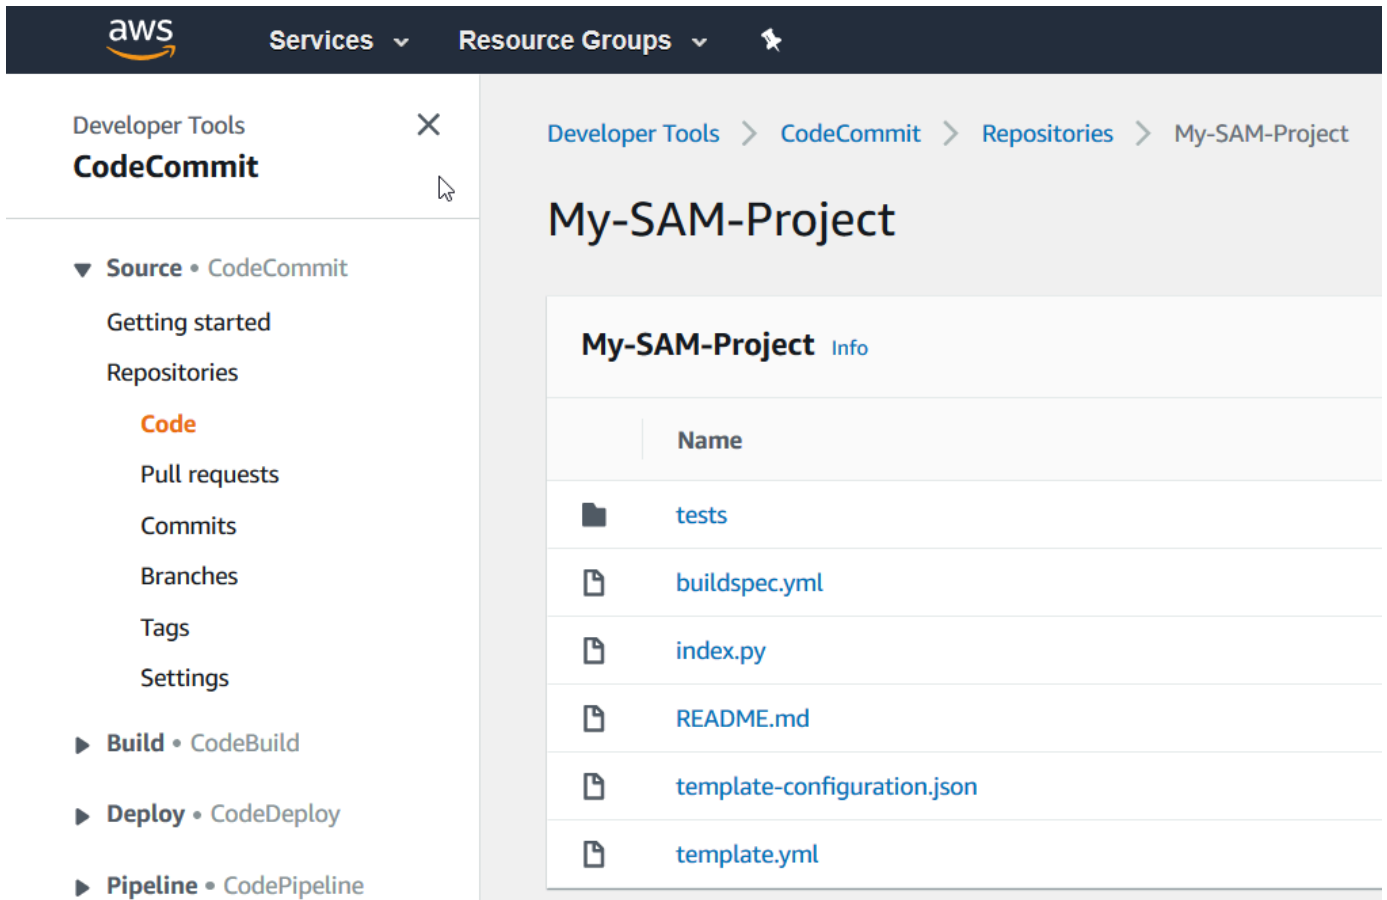 aws
Services
Resource Groups
Developer Tools
CodeCommit
Source • CodeCommit
Getting started
Repositories
Code
Pull requests
Commits
Branches
Tags
Settings
Build • CodeBuild
Deploy • CodeDeploy
Pipeline • CodePipeline
Developer Tools > CodeCommit > Repositories > My-SAM-Project
My-SAM-Project
My-SAM-Project Info
Name
tests
buildspec.yml
index.py
README.md
template-configuration.json
template.yml